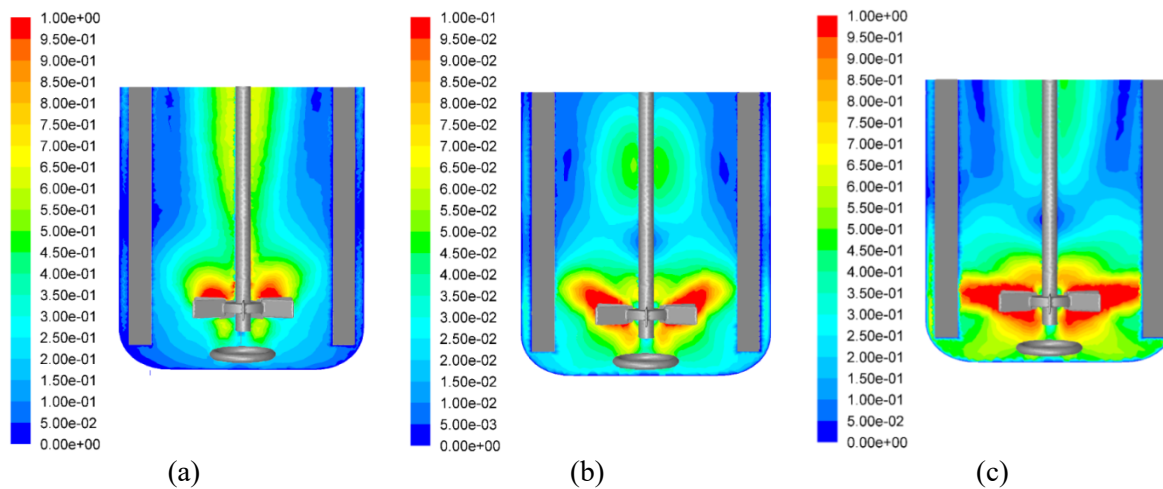 1.00e+00
9.50e-01
9.00e-01
8.50e-01
8.00e-01
7.50e-01
7.00e-01
6.50e-01
6.00e-01
5.50e-01
5.00e-01
4.50e-01
4.00e-01
3.50e-01
3.00e-01
2.50e-01
2.00e-01
1.50e-01
1.00e-01
5.00e-02
0.00e+00
(a)
1.00e-01
9.50e-02
9.00e-02
8.50e-02
8.00e-02
7.50e-02
7.00e-02
6.50e-02
6.00e-02
5.50e-02
5.00e-02
4.50e-02
4.00e-02
3.50e-02
3.00e-02
2.50e-02
2.00e-02
1.50e-02
1.00e-02
5.00e-03
0.00e+00
(b)
1.00e+00
9.50e-01
9.00e-01
8.50e-01
8.00e-01
7.50e-01
7.00e-01
6.50e-01
6.00e-01
5.50e-01
5.00e-01
4.50e-01
4.00e-01
3.50e-01
3.00e-01
2.50e-01
2.00e-01
1.50e-01
1.00e-01
5.00e-02
0.00e+00
(c)